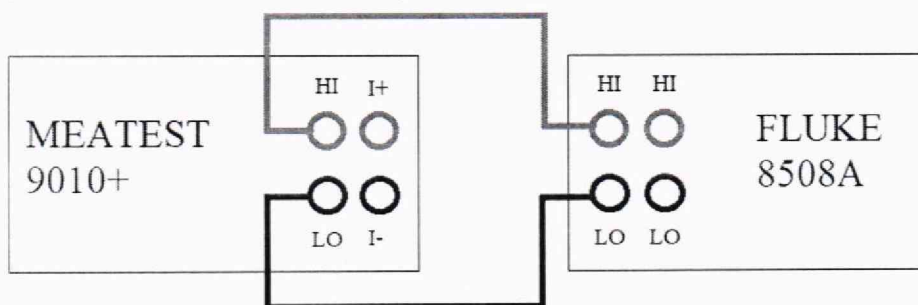 HI I+
HI HI
MEATEST
9010+
FLUKE
8508A
LO I-
LO LO